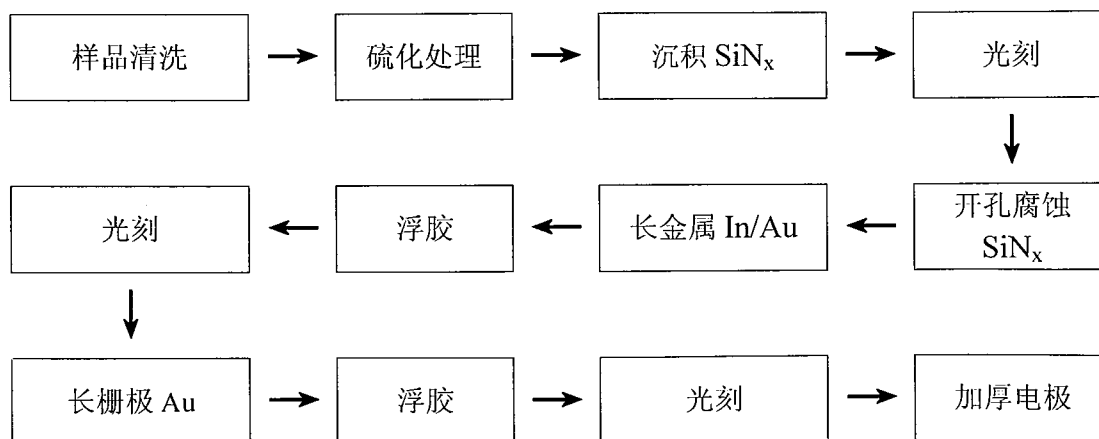 样品清洗
硫化处理
沉积 SiNₓ
光刻
开孔腐蚀
SiNₓ
长金属 In/Au
浮胶
光刻
长栅极 Au
浮胶
光刻
加厚电极